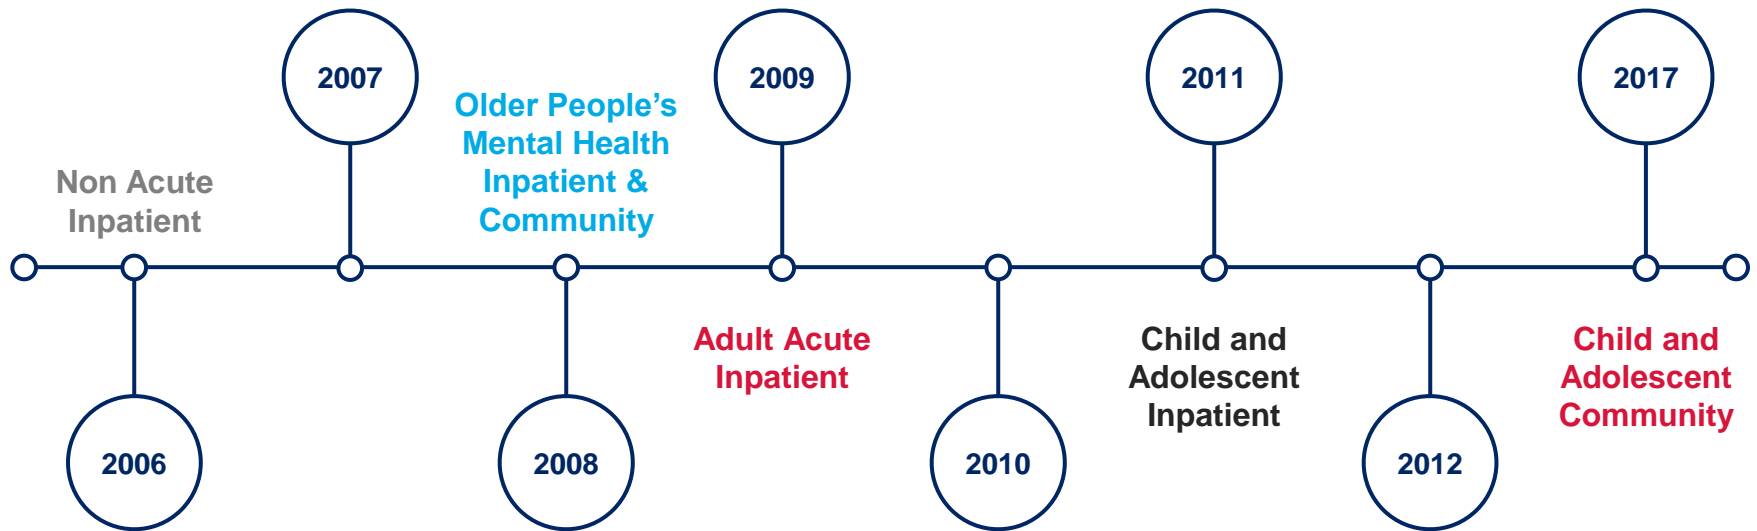 2007
2009
2011
2017
Older People’s
Mental Health
Inpatient &
Community
Non Acute
Inpatient
Adult Acute
Inpatient
Child and
Adolescent
Inpatient
Child and
Adolescent
Community
2006
2008
2010
2012